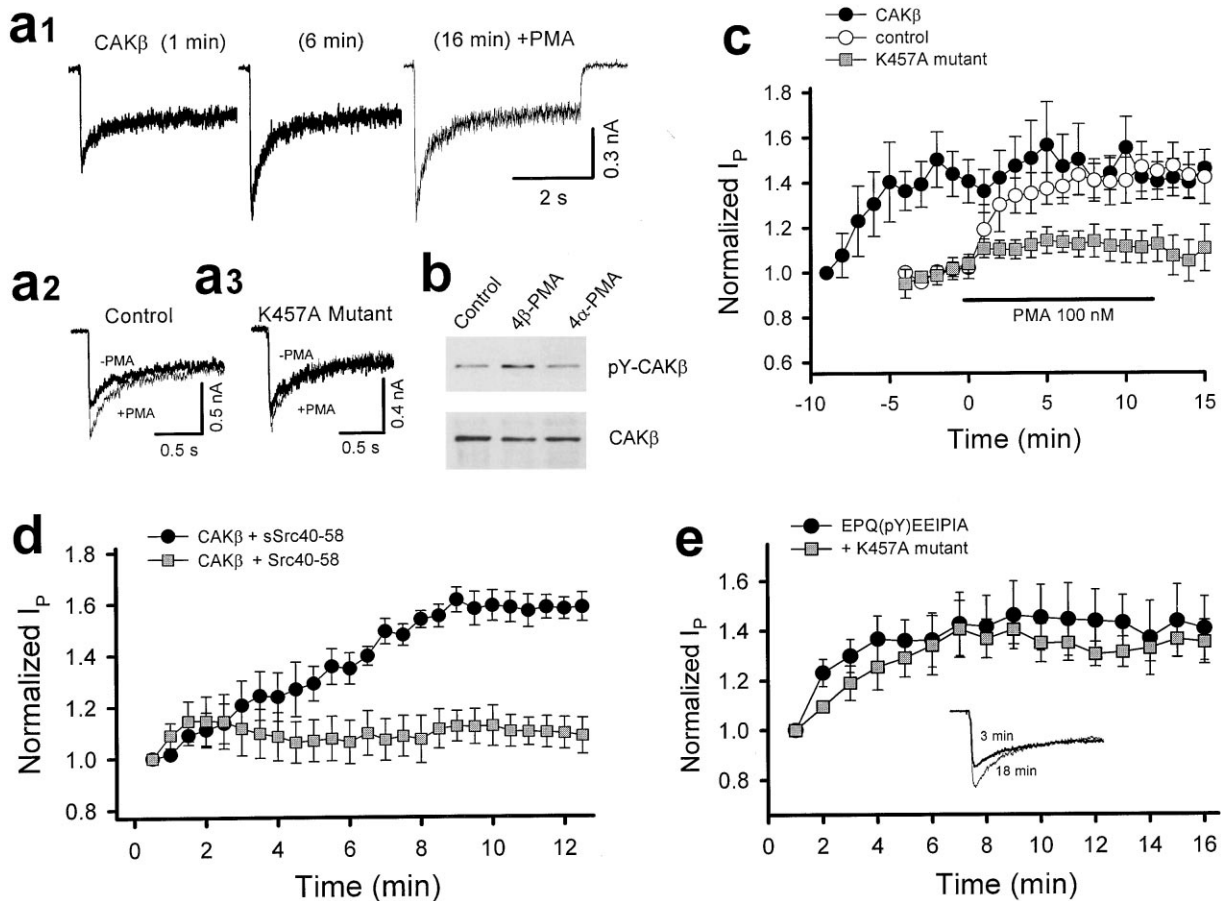 a1
CAKβ (1 min)
(6 min)
(16 min) +PMA
0.3 nA
2 s
a2
Control
-PMA
+PMA
0.5 nA
0.5 s
a3
K457A Mutant
-PMA
+PMA
0.4 nA
0.5 s
b
Control
4β-PMA
4α-PMA
pY-CAKβ
CAKβ
c
CAKβ
control
K457A mutant
Normalized IP
1.8
1.6
1.4
1.2
1.0
0.8
0.6
PMA 100 nM
-10 -5 0 5 10 15
Time (min)
d
CAKβ + sSrc40-58
CAKβ + Src40-58
Normalized IP
1.8
1.6
1.4
1.2
1.0
0.8
0 2 4 6 8 10 12
Time (min)
e
EPQ(pY)EEIPIA
+ K457A mutant
Normalized IP
1.6
1.4
1.2
1.0
0.8
3 min
18 min
0 2 4 6 8 10 12 14 16
Time (min)